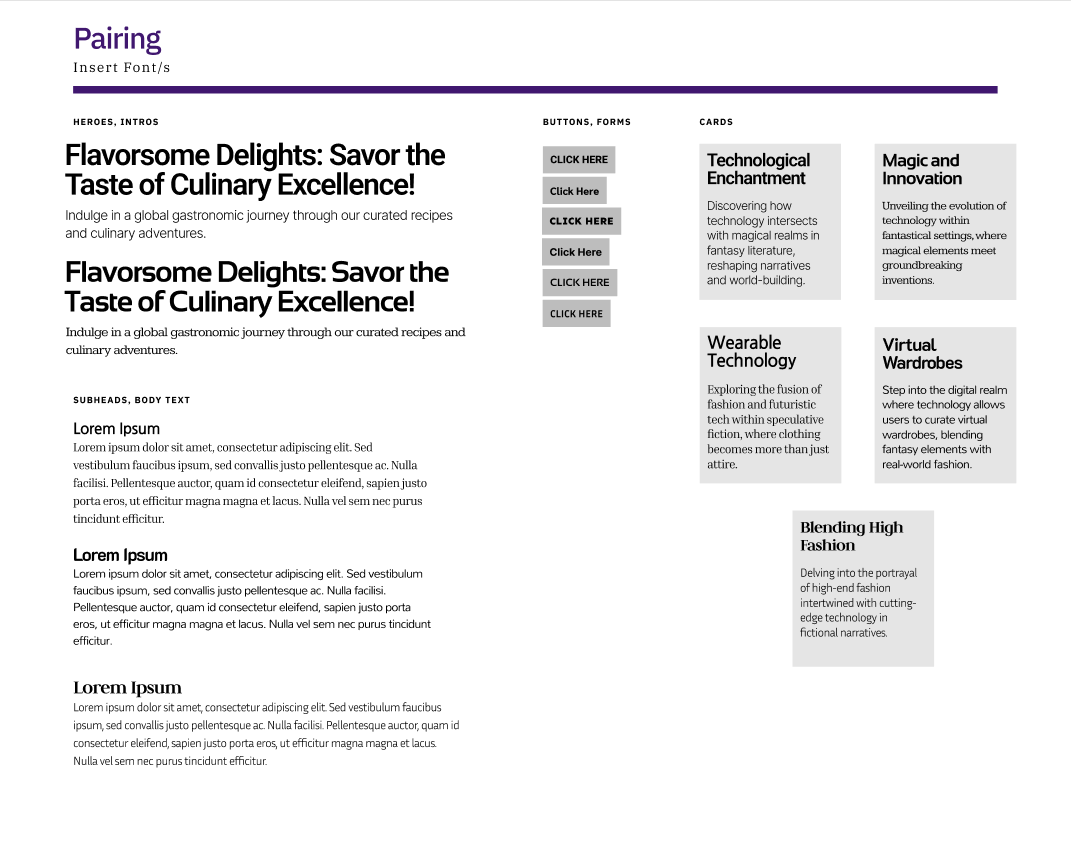 Pairing
Insert Font/s
HEROES, INTROS
Flavorsome Delights: Savor the
Taste of Culinary Excellence!
Indulge in a global gastronomic journey through our curated recipes
and culinary adventures.
Flavorsome Delights: Savor the
Taste of Culinary Excellence!
Indulge in a global gastronomic journey through our curated recipes and
culinary adventures.
SUBHEADS, BODY TEXT
Lorem Ipsum
Lorem ipsum dolor sit amet, consectetur adipiscing elit. Sed
vestibulum faucibus ipsum, sed convallis justo pellentesque ac. Nulla
facilisi. Pellentesque auctor, quam id consectetur eleifend, sapien justo
porta eros, ut efficitur magna magna et lacus. Nulla vel sem nec purus
tincidunt efficitur.
Lorem Ipsum
Lorem ipsum dolor sit amet, consectetur adipiscing elit. Sed vestibulum
faucibus ipsum, sed convallis justo pellentesque ac. Nulla facilisi.
Pellentesque auctor, quam id consectetur eleifend, sapien justo porta
eros, ut efficitur magna magna et lacus. Nulla vel sem nec purus tincidunt
efficitur.
Lorem Ipsum
Lorem ipsum dolor sit amet, consectetur adipiscing elit. Sed vestibulum faucibus
ipsum, sed convallis justo pellentesque ac. Nulla facilisi. Pellentesque auctor, quam id
consectetur eleifend, sapien justo porta eros, ut efficitur magna magna et lacus.
Nulla vel sem nec purus tincidunt efficitur.
BUTTONS, FORMS
CLICK HERE
Click Here
CLICK HERE
Click Here
CLICK HERE
CLICK HERE
CARDS
Technological
Enchantment
Discovering how
technology intersects
with magical realms in
fantasy literature,
reshaping narratives
and world-building.
Magic and
Innovation
Unveiling the evolution of
technology within
fantastical settings, where
magical elements meet
groundbreaking
inventions.
Wearable
Technology
Exploring the fusion of
fashion and futuristic
tech within speculative
fiction, where clothing
becomes more than just
attire.
Virtual
Wardrobes
Step into the digital realm
where technology allows
users to curate virtual
wardrobes, blending
fantasy elements with
real-world fashion.
Blending High
Fashion
Delving into the portrayal
of high-end fashion
intertwined with cutting-
edge technology in
fictional narratives.